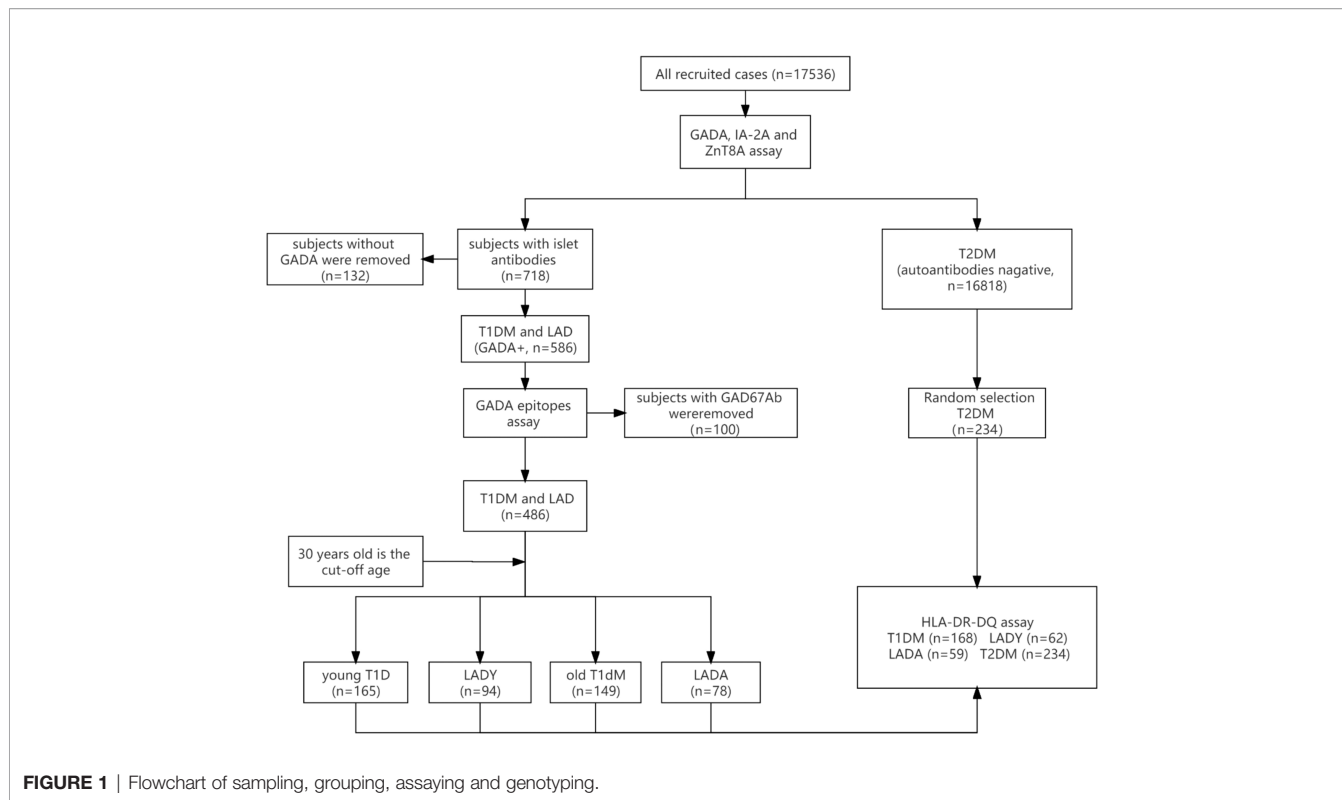 All recruited cases (n=17536)
GADA, IA-2A and
ZnT8A assay
subjects without
GADA were removed
(n=132)
subjects with islet
antibodies
(n=718)
T2DM
(autoantibodies nagative,
n=16818)
T1DM and LAD
(GADA+, n=586)
GADA epitopes
assay
subjects with GAD67Ab
wereremoved
(n=100)
Random selection
T2DM
(n=234)
T1DM and LAD
(n=486)
30 years old is the
cut-off age
HLA-DR-DQ assay
T1DM (n=168) LADY (n=62)
LADA (n=59) T2DM (n=234)
young T1D
(n=165)
LADY
(n=94)
old T1dM
(n=149)
LADA
(n=78)
FIGURE 1 | Flowchart of sampling, grouping, assaying and genotyping.